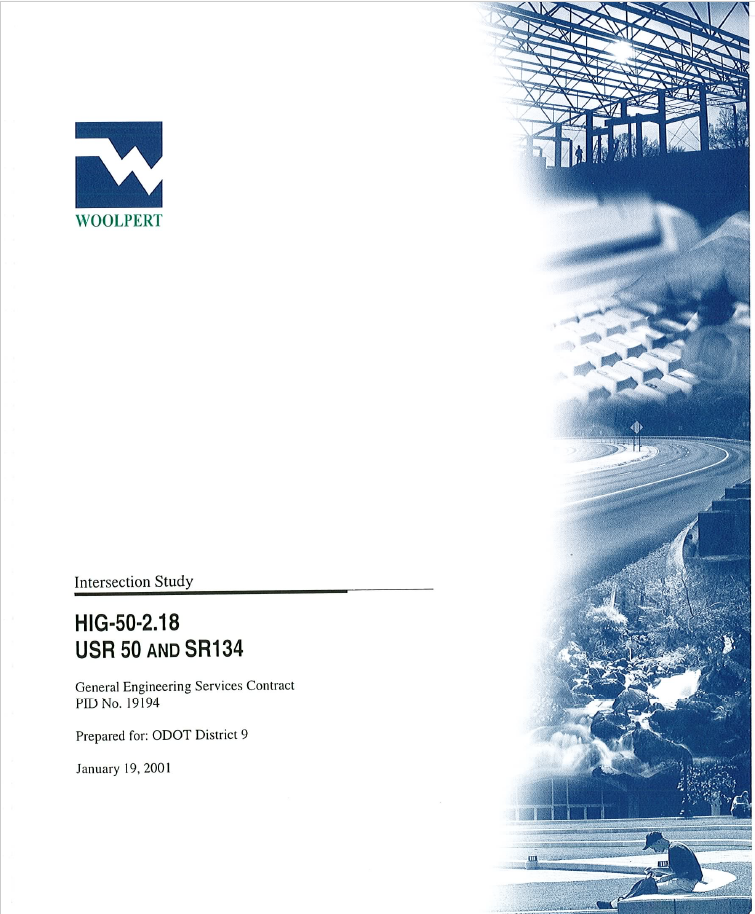 WOOLPERT
Intersection Study
HIG-50-2.18
USR 50 AND SR134
General Engineering Services Contract
PID No. 19194
Prepared for: ODOT District 9
January 19, 2001